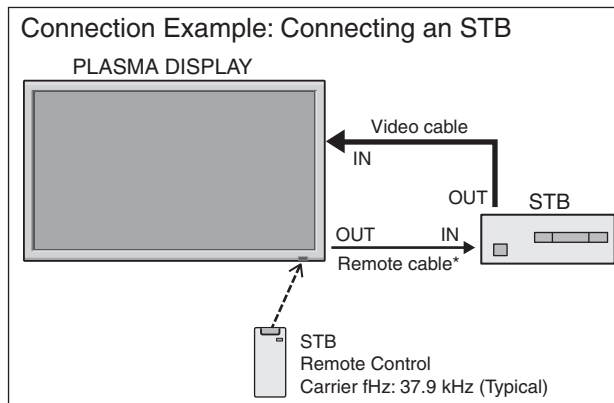 Connection Example: Connecting an STB
PLASMA DISPLAY
Video cable
IN
OUT
STB
OUT
IN
Remote cable*
STB
Remote Control
Carrier fHz: 37.9 kHz (Typical)